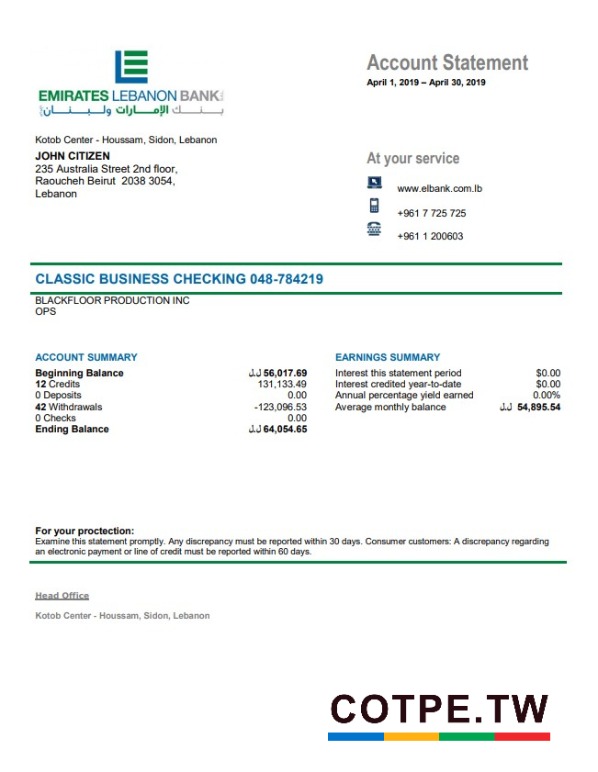 EMIRATES LEBANON BANK
بنك الإمارات ولبنان
Kotob Center - Houssam, Sidon, Lebanon
JOHN CITIZEN
235 Australia Street 2nd floor,
Raoucheh Beirut 2038 3054,
Lebanon
Account Statement
April 1, 2019 – April 30, 2019
At your service
www.elbank.com.lb
+961 7 725 725
+961 1 200603
CLASSIC BUSINESS CHECKING 048-784219
BLACKFLOOR PRODUCTION INC
OPS
ACCOUNT SUMMARY
Beginning Balance ل.ل 56,017.69
12 Credits 131,133.49
0 Deposits 0.00
42 Withdrawals -123,096.53
0 Checks 0.00
Ending Balance ل.ل 64,054.65
EARNINGS SUMMARY
Interest this statement period $0.00
Interest credited year-to-date $0.00
Annual percentage yield earned 0.00%
Average monthly balance ل.ل 54,895.54
For your proctection:
Examine this statement promptly. Any discrepancy must be reported within 30 days. Consumer customers: A discrepancy regarding
an electronic payment or line of credit must be reported within 60 days.
Head Office
Kotob Center - Houssam, Sidon, Lebanon
COTPE.TW